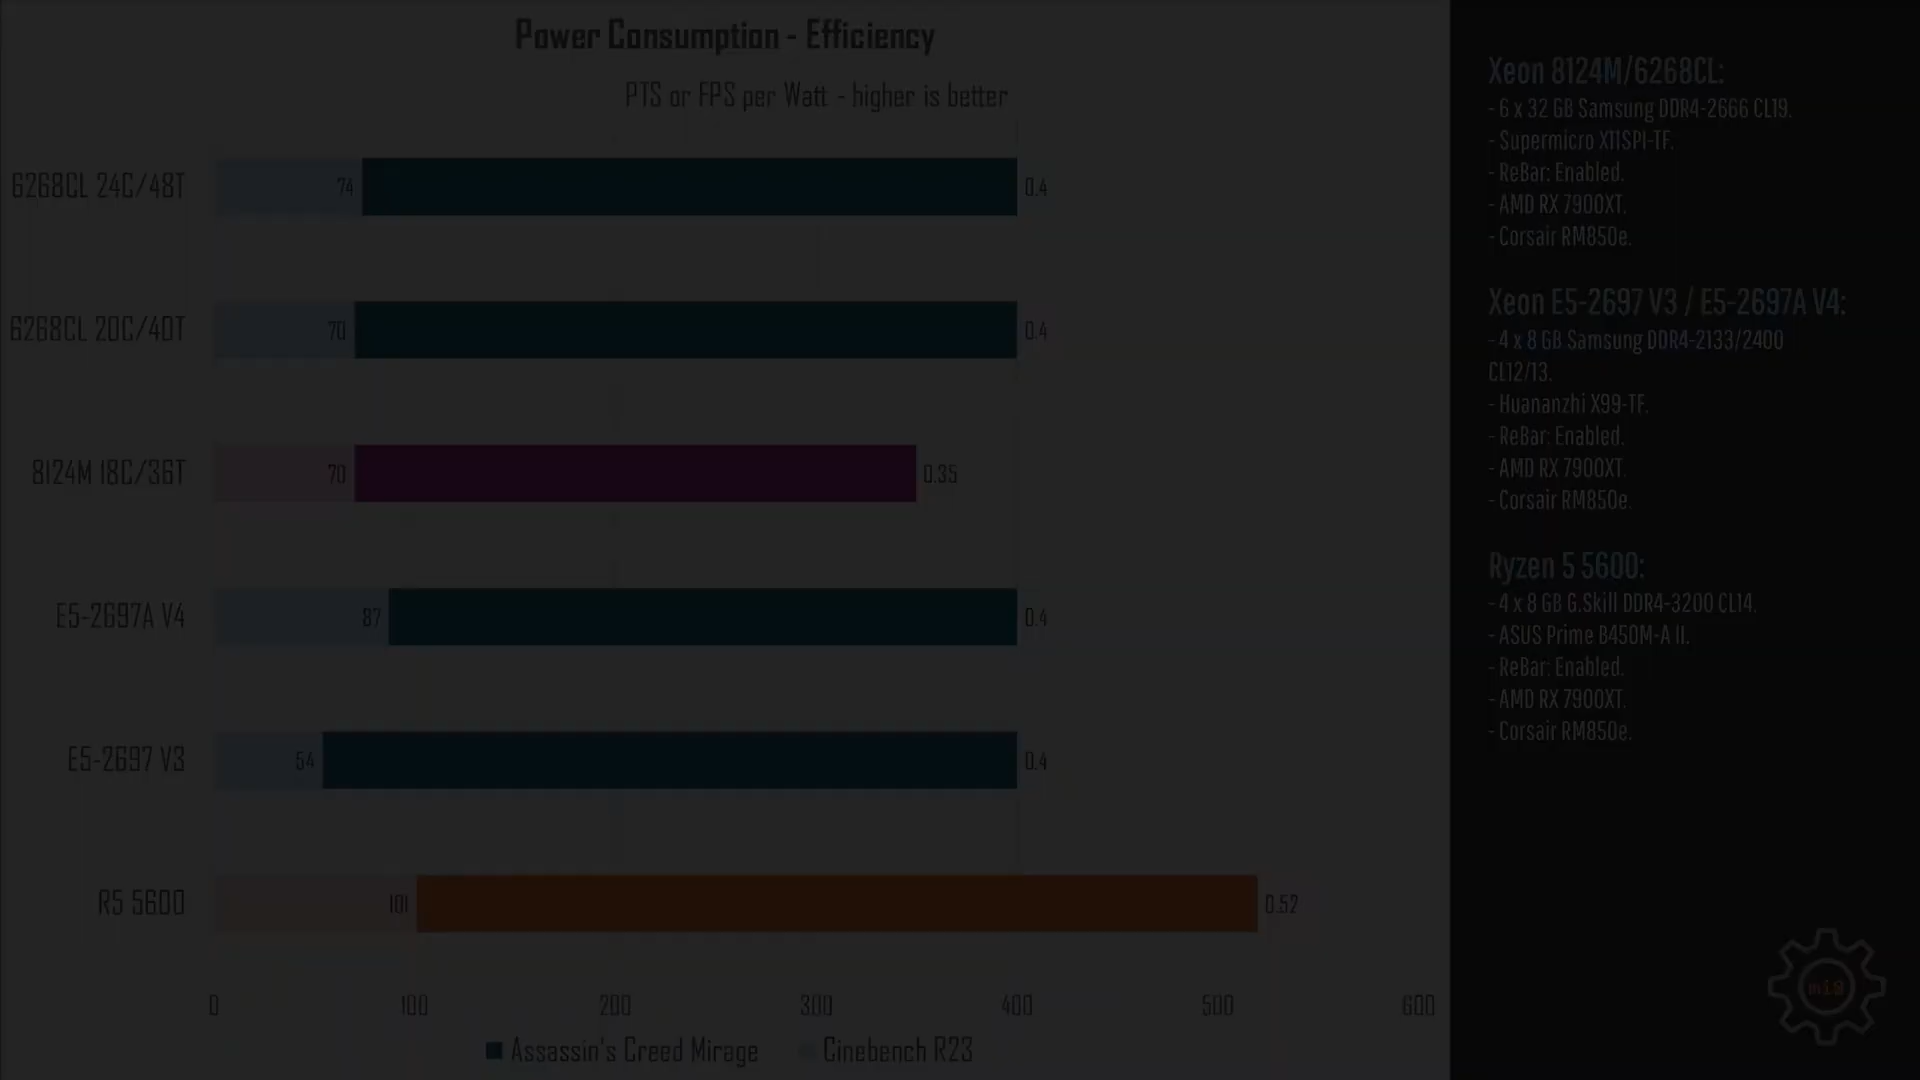 Power Consumption - Efficiency
PTS or FPS per Watt - higher is better
6268CL 24C/48T
74
0.4
6268CL 20C/40T
70
0.4
8124M 18C/36T
70
0.35
E5-2697A V4
87
0.4
E5-2697 V3
54
0.4
R5 5600
101
0.52
0 100 200 300 400 500 600
Assassin's Creed Mirage Cinebench R23
Xeon 8124M/6268CL:
- 6 x 32 GB Samsung DDR4-2666 CL19.
- Supermicro X11SPI-TF.
- ReBar: Enabled.
- AMD RX 7900XT.
- Corsair RM850e.
Xeon E5-2697 V3 / E5-2697A V4:
- 4 x 8 GB Samsung DDR4-2133/2400
CL12/13.
- Huananzhi X99-TF.
- ReBar: Enabled.
- AMD RX 7900XT.
- Corsair RM850e.
Ryzen 5 5600:
- 4 x 8 GB G.Skill DDR4-3200 CL14.
- ASUS Prime B450M-A II.
- ReBar: Enabled.
- AMD RX 7900XT.
- Corsair RM850e.